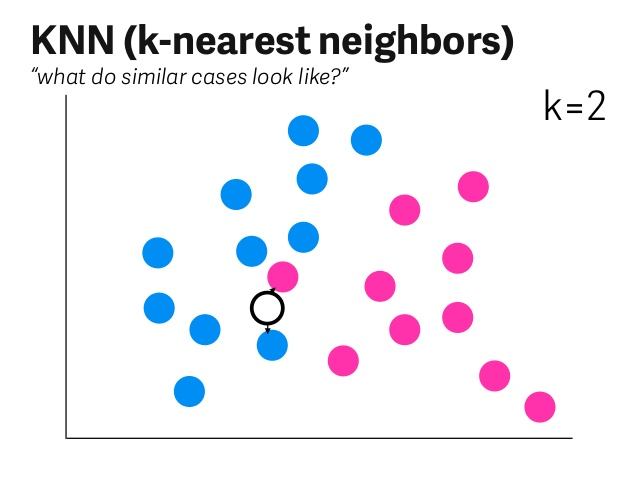 KNN (k-nearest neighbors)
“what do similar cases look like?”
k=2